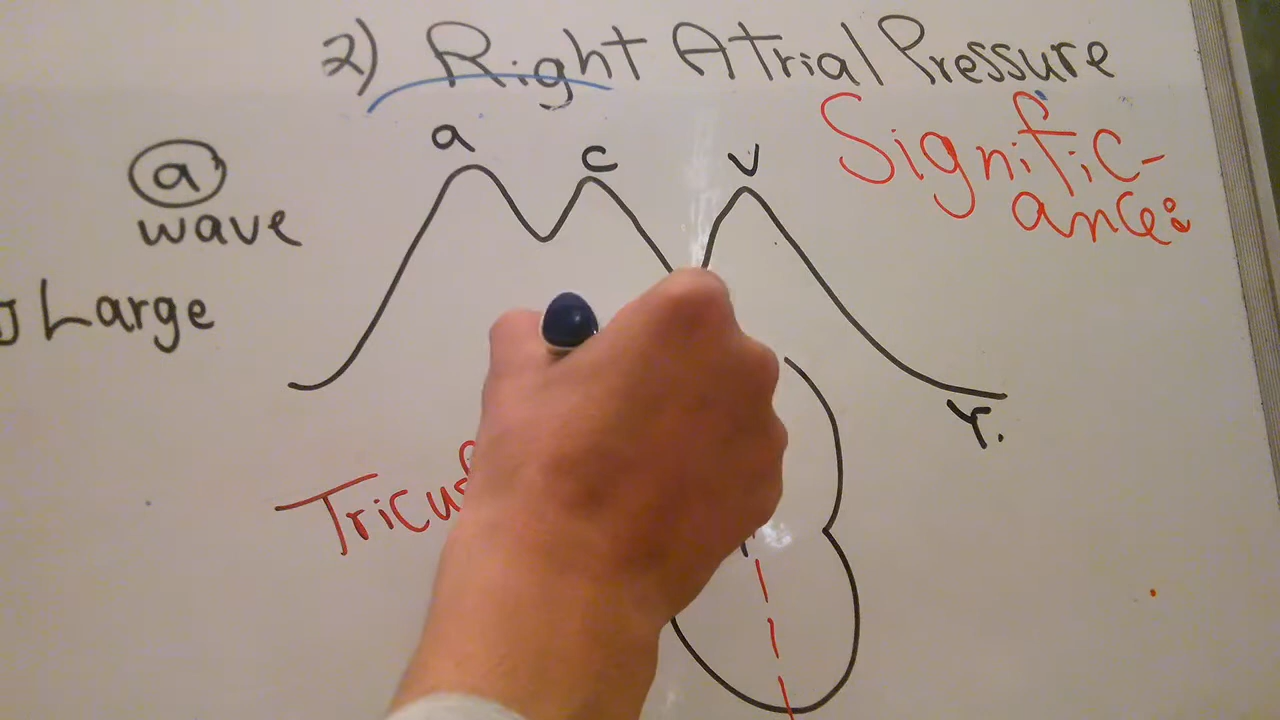 2) Right Atrial Pressure
Signific-
ance:
a c v
ⓐ
wave
Large
Y.